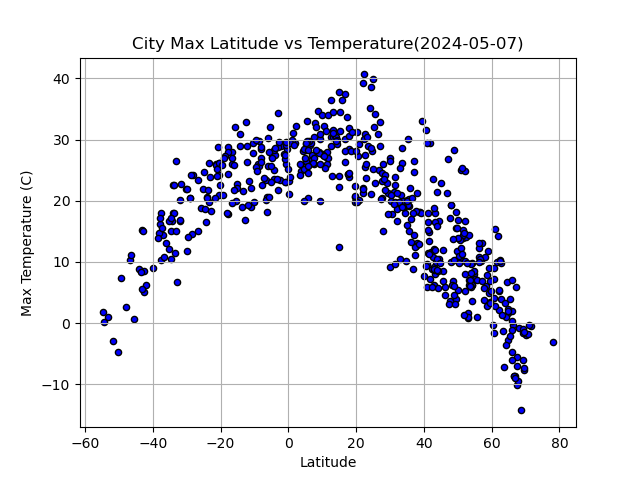 City Max Latitude vs Temperature(2024-05-07)
40
30
20
10
0
−10
Max Temperature (C)
−60 −40 −20 0 20 40 60 80
Latitude